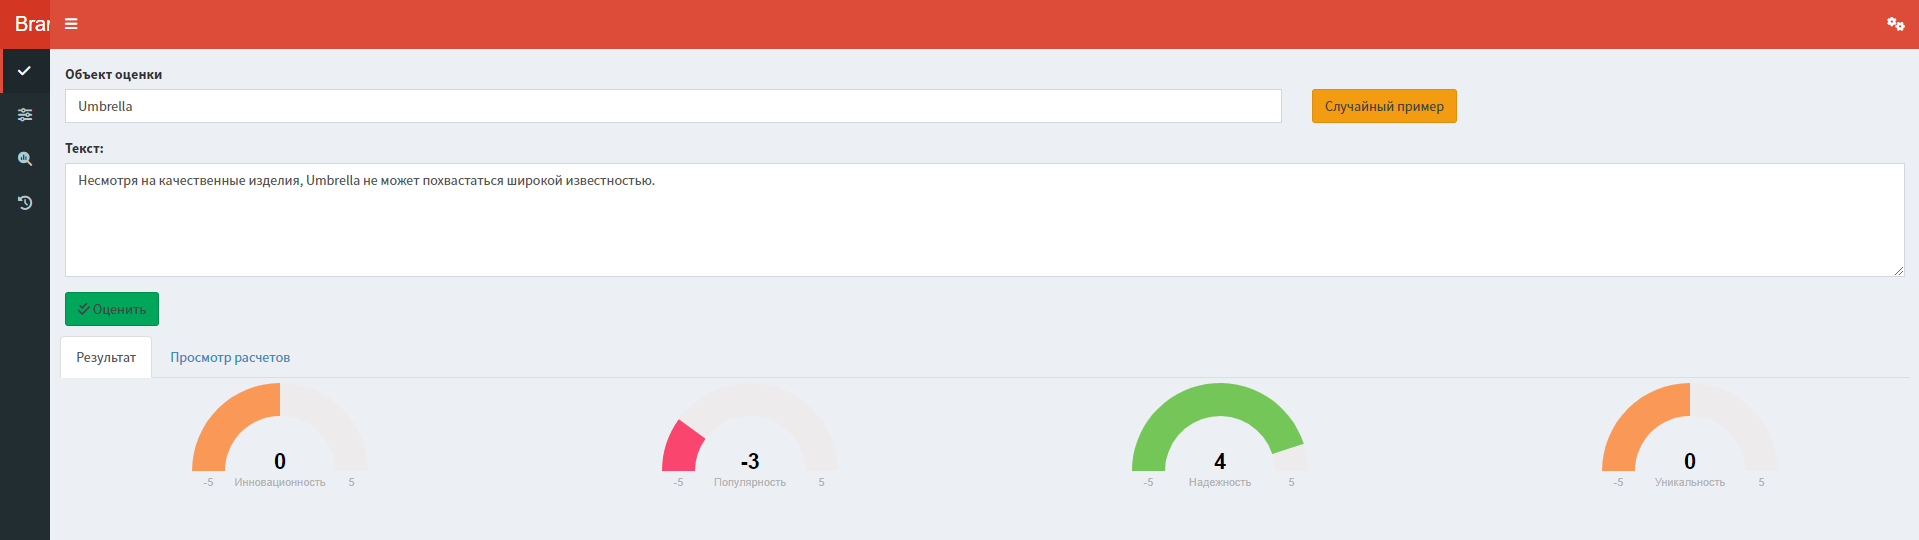 Bran
Объект оценки
Umbrella
Случайный пример
Текст:
Несмотря на качественные изделия, Umbrella не может похвастаться широкой известностью.
Оценить
Результат
Просмотр расчетов
0
-5 Инновационность 5
-3
-5 Популярность 5
4
-5 Надежность 5
0
-5 Уникальность 5